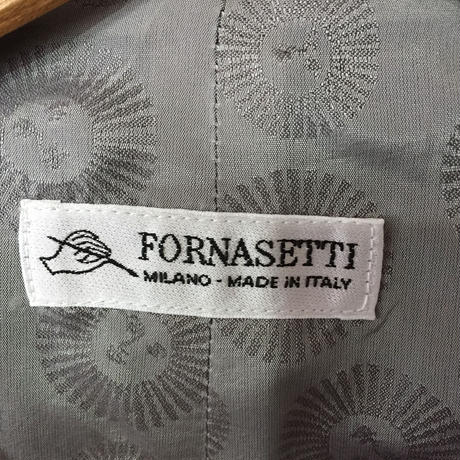 FORNASETTI
MILANO - MADE IN ITALY